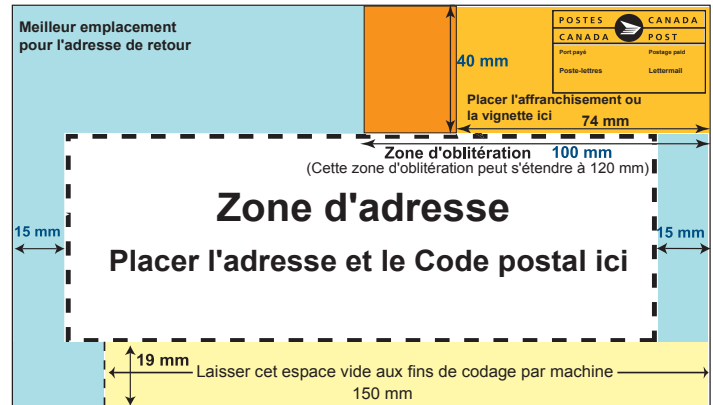 Meilleur emplacement
pour l'adresse de retour
POSTES CANADA
CANADA POST
Port payé Postage paid
Poste-lettres Lettermail
40 mm
Placer l'affranchisement ou
la vignette ici 74 mm
Zone d'oblitération 100 mm
(Cette zone d'oblitération peut s'étendre à 120 mm)
Zone d'adresse
15 mm
15 mm
Placer l'adresse et le Code postal ici
19 mm
Laisser cet espace vide aux fins de codage par machine
150 mm